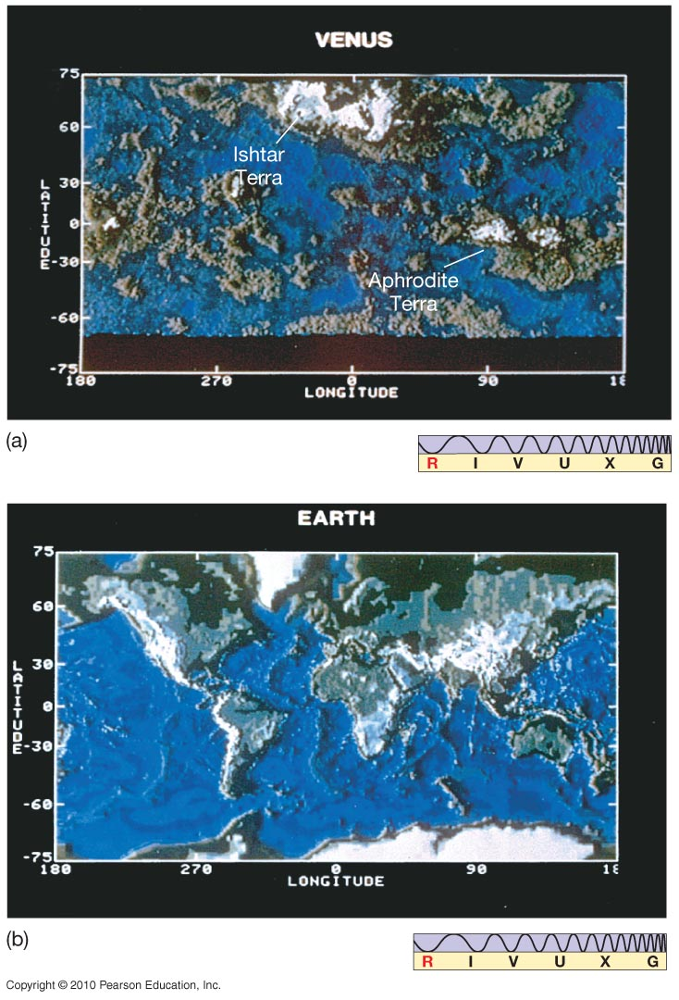 VENUS
75
60
30
0
-30
-60
-75
LATITUDE
Ishtar
Terra
Aphrodite
Terra
180 270 0 90 18
LONGITUDE
(a)
R I V U X G
EARTH
75
60
30
0
-30
-60
-75
LATITUDE
180 270 0 90 18
LONGITUDE
(b)
R I V U X G
Copyright © 2010 Pearson Education, Inc.